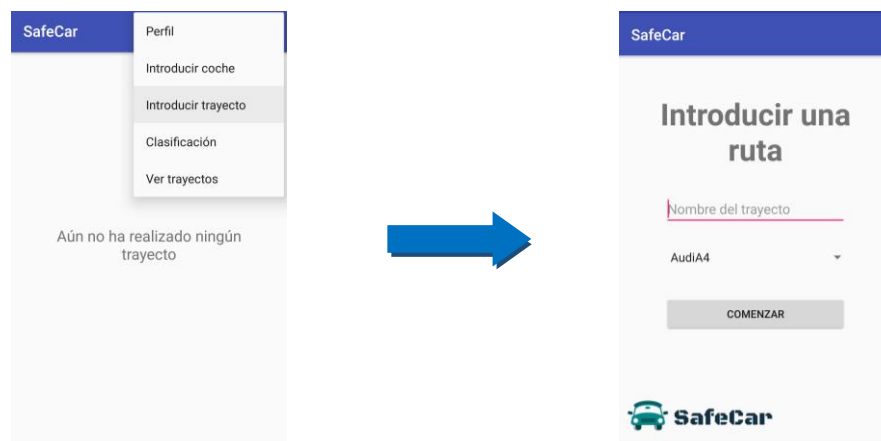 SafeCar
Perfil
Introducir coche
Introducir trayecto
Clasificación
Ver trayectos
Aún no ha realizado ningún
trayecto
SafeCar
Introducir una
ruta
Nombre del trayecto
AudiA4
COMENZAR
SafeCar